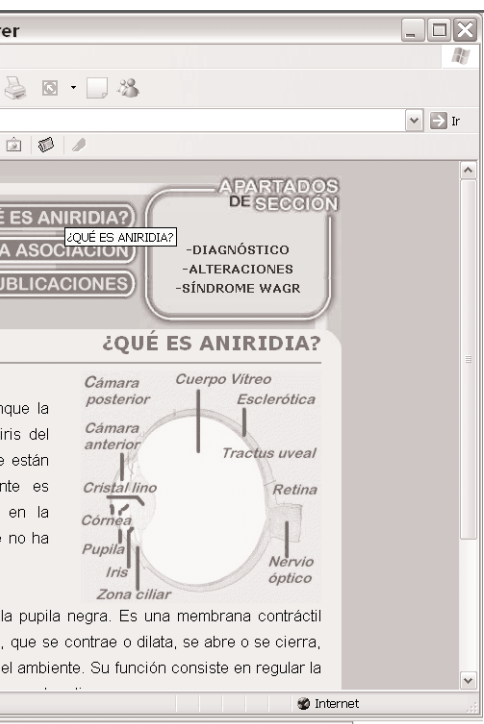 rer
Ir
É ES ANIRIDIA?
¿QUÉ ES ANIRIDIA?
A ASOCIACION
UBLICACIONES
APARTADOS
DE SECCIÓN
-DIAGNÓSTICO
-ALTERACIONES
-SÍNDROME WAGR
¿QUÉ ES ANIRIDIA?
nque la
iris del
e están
nte es
en la
e no ha
Cámara
posterior
Cuerpo Vítreo
Esclerótica
Cámara
anterior
Tractus uveal
Cristal lino
Retina
Córnea
Pupila
Iris
Zona ciliar
Nervio
óptico
la pupila negra. Es una membrana contráctil
, que se contrae o dilata, se abre o se cierra,
el ambiente. Su función consiste en regular la
Internet